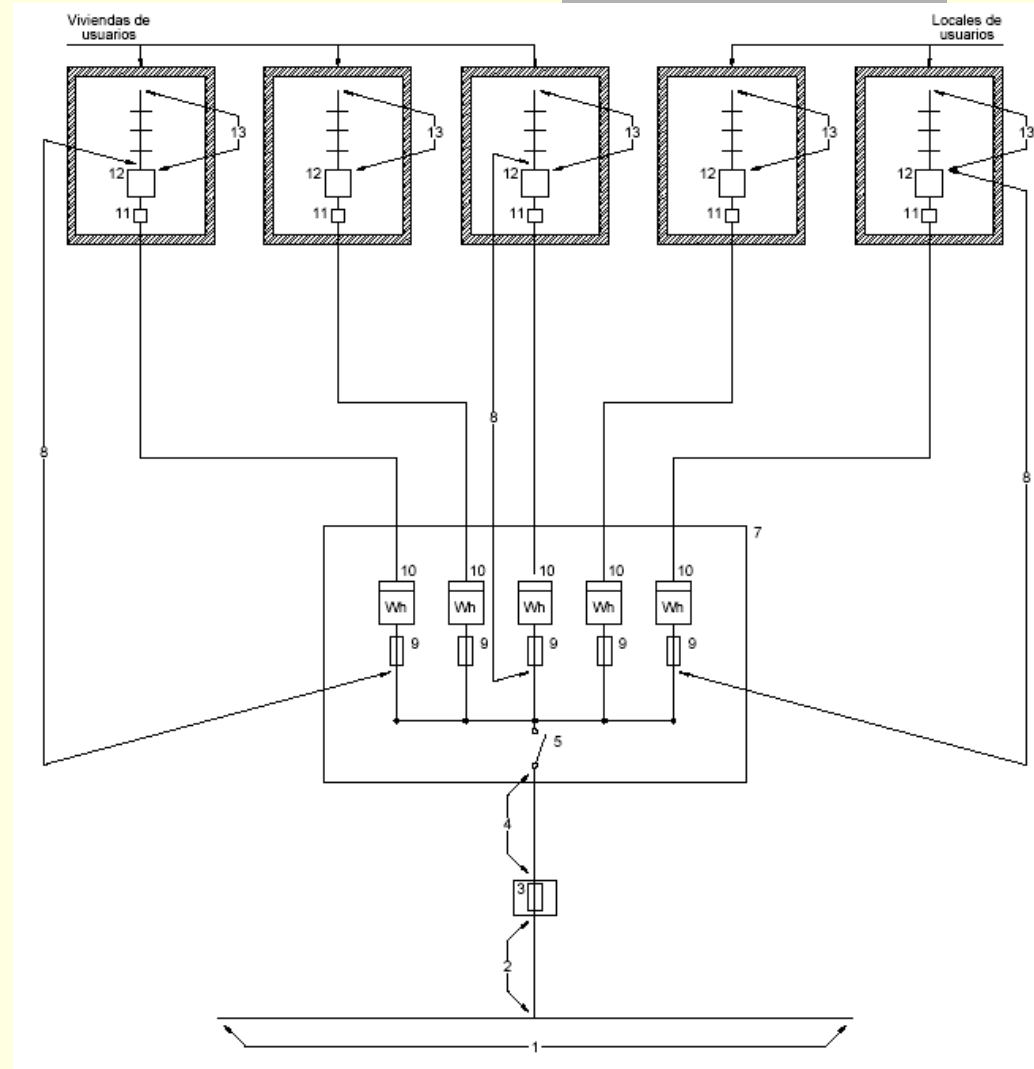 Viviendas de
usuarios
Locales de
usuarios
13 13 13 13 13
12 12 12 12 12
11 11 11 11 11
8
8
8
7
10 10 10 10 10
Wh Wh Wh Wh Wh
9 9 9 9 9
5
4
3
2
1